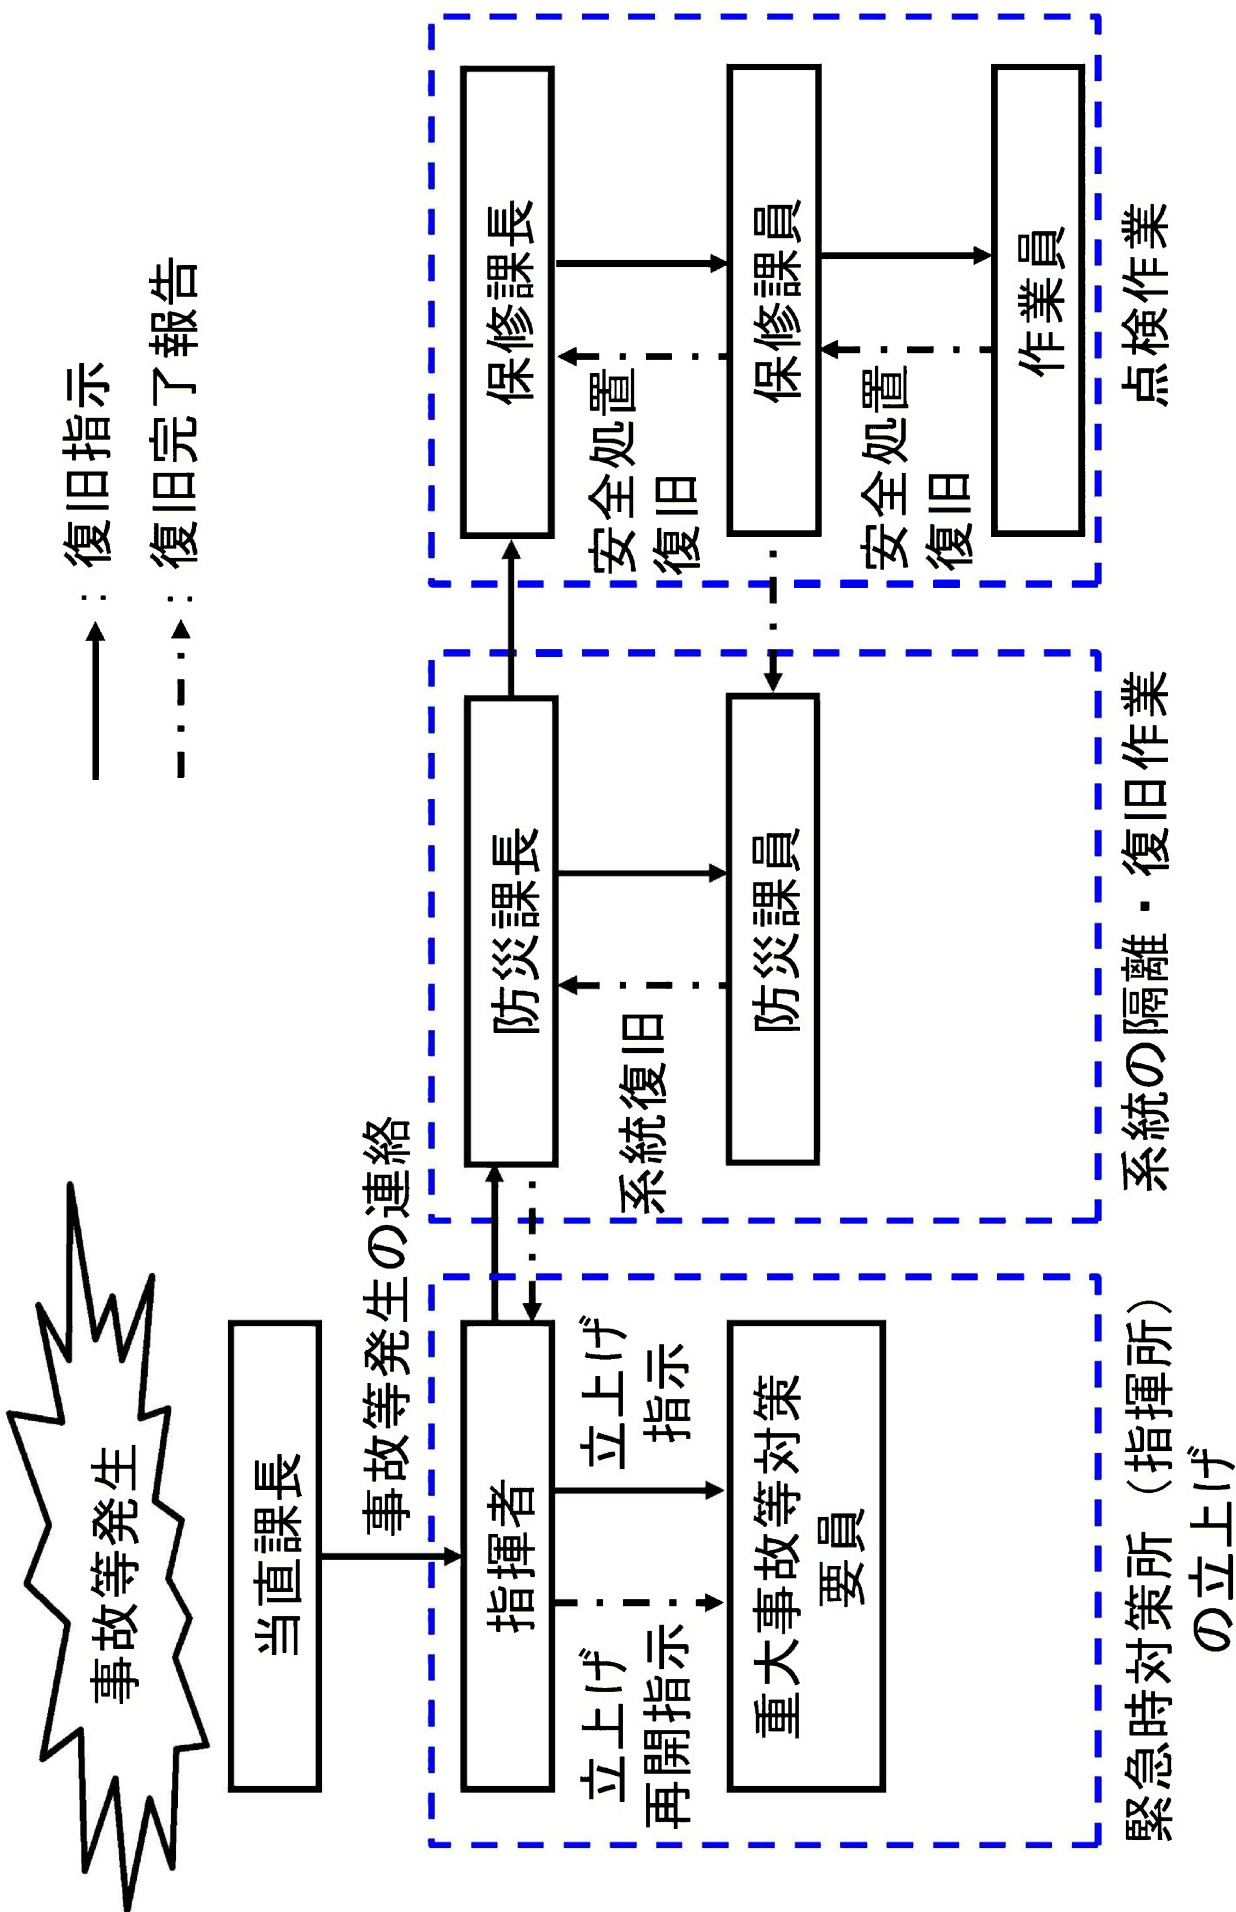 事故等発生
→：復旧指示
：復旧完了報告
当直課長
事故等発生の連絡
指揮者
防災課長
保修課長
立上げ
再開指示
立上げ
指示
系統復旧
安全処置
復旧
重大事故等対策
要員
防災課員
保修課員
安全処置
復旧
作業員
緊急時対策所（指揮所）
の立上げ
系統の隔離・復旧作業
点検作業